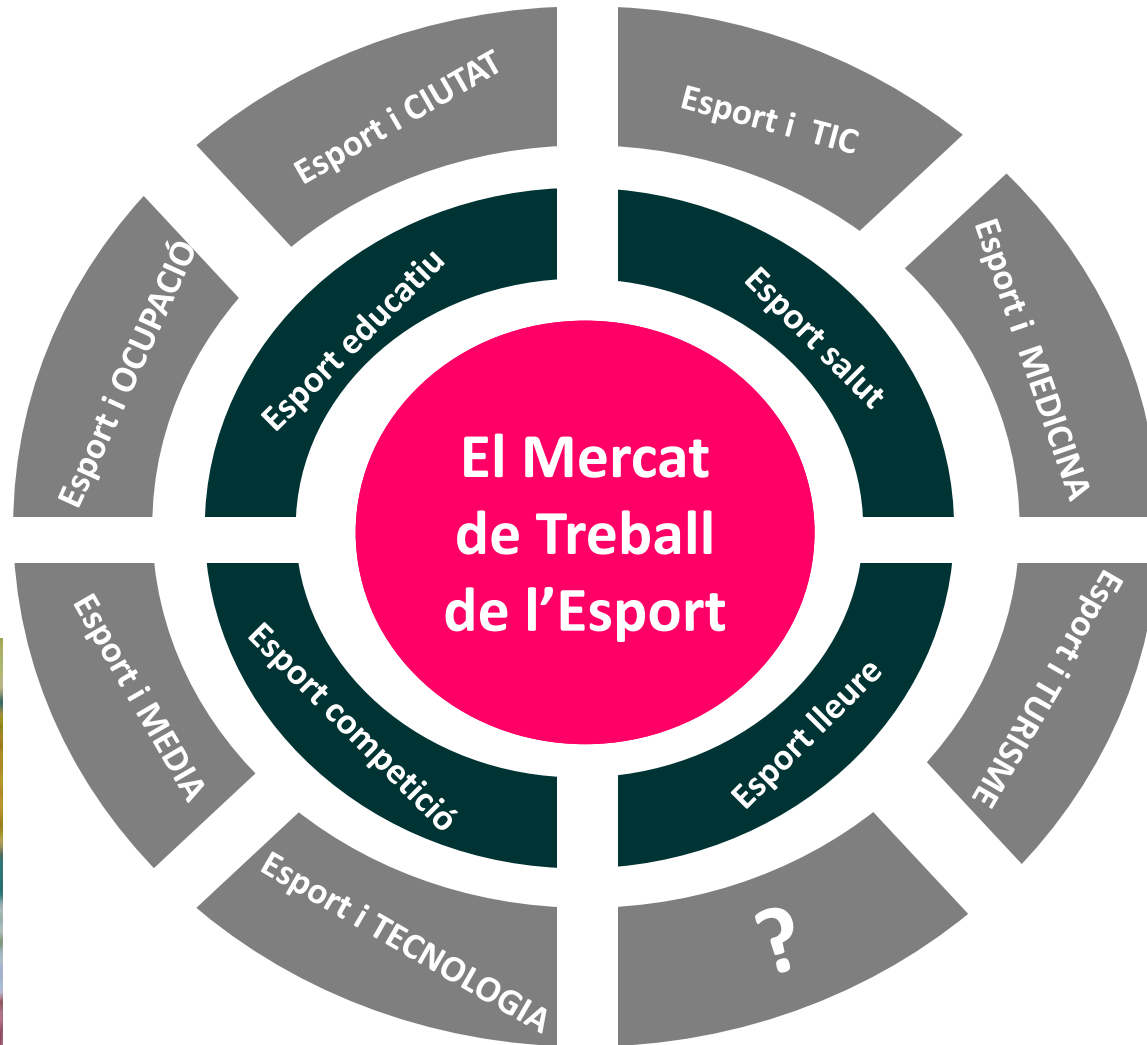 Esport i CIUTAT
Esport i TIC
Esport i OCUPACIÓ
Esport educatiu
Esport salut
Esport i MEDICINA
El Mercat
de Treball
de l’Esport
Esport i MEDIA
Esport competició
Esport lleure
Esport i TURISME
Esport i TECNOLOGIA
?